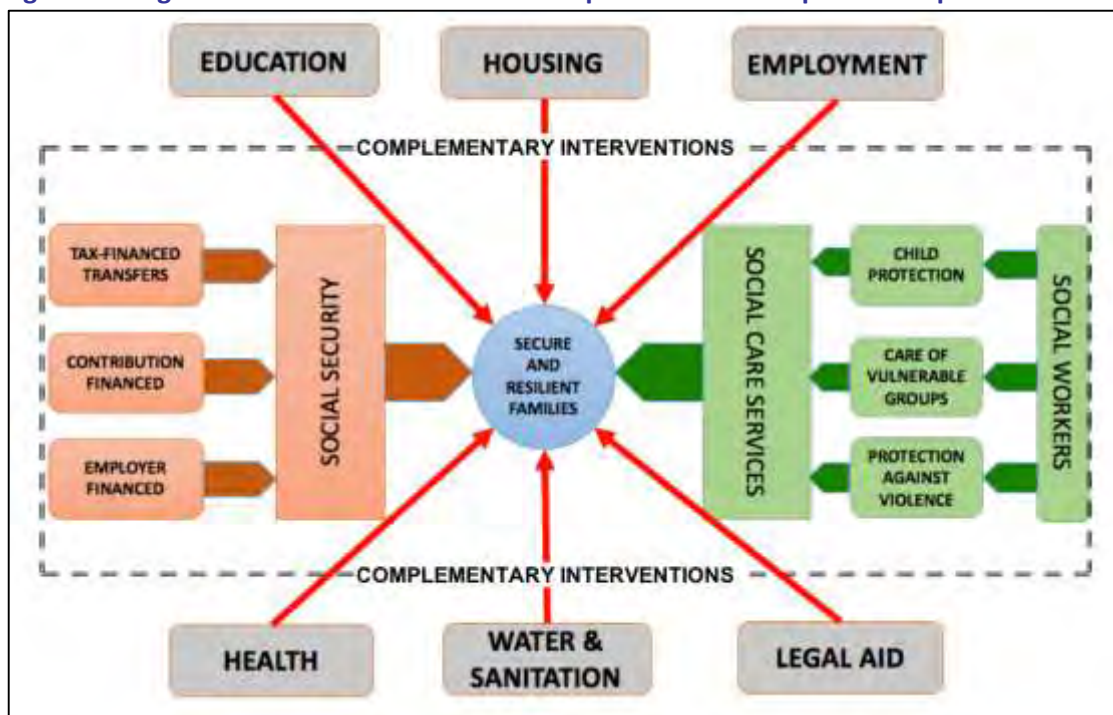 EDUCATION
HOUSING
EMPLOYMENT
COMPLEMENTARY INTERVENTIONS
TAX-FINANCED
TRANSFERS
CONTRIBUTION
FINANCED
EMPLOYER
FINANCED
SOCIAL SECURITY
SECURE
AND
RESILIENT
FAMILIES
SOCIAL CARE SERVICES
CHILD
PROTECTION
CARE OF
VULNERABLE
GROUPS
PROTECTION
AGAINST
VIOLENCE
SOCIAL WORKERS
COMPLEMENTARY INTERVENTIONS
HEALTH
WATER &
SANITATION
LEGAL AID